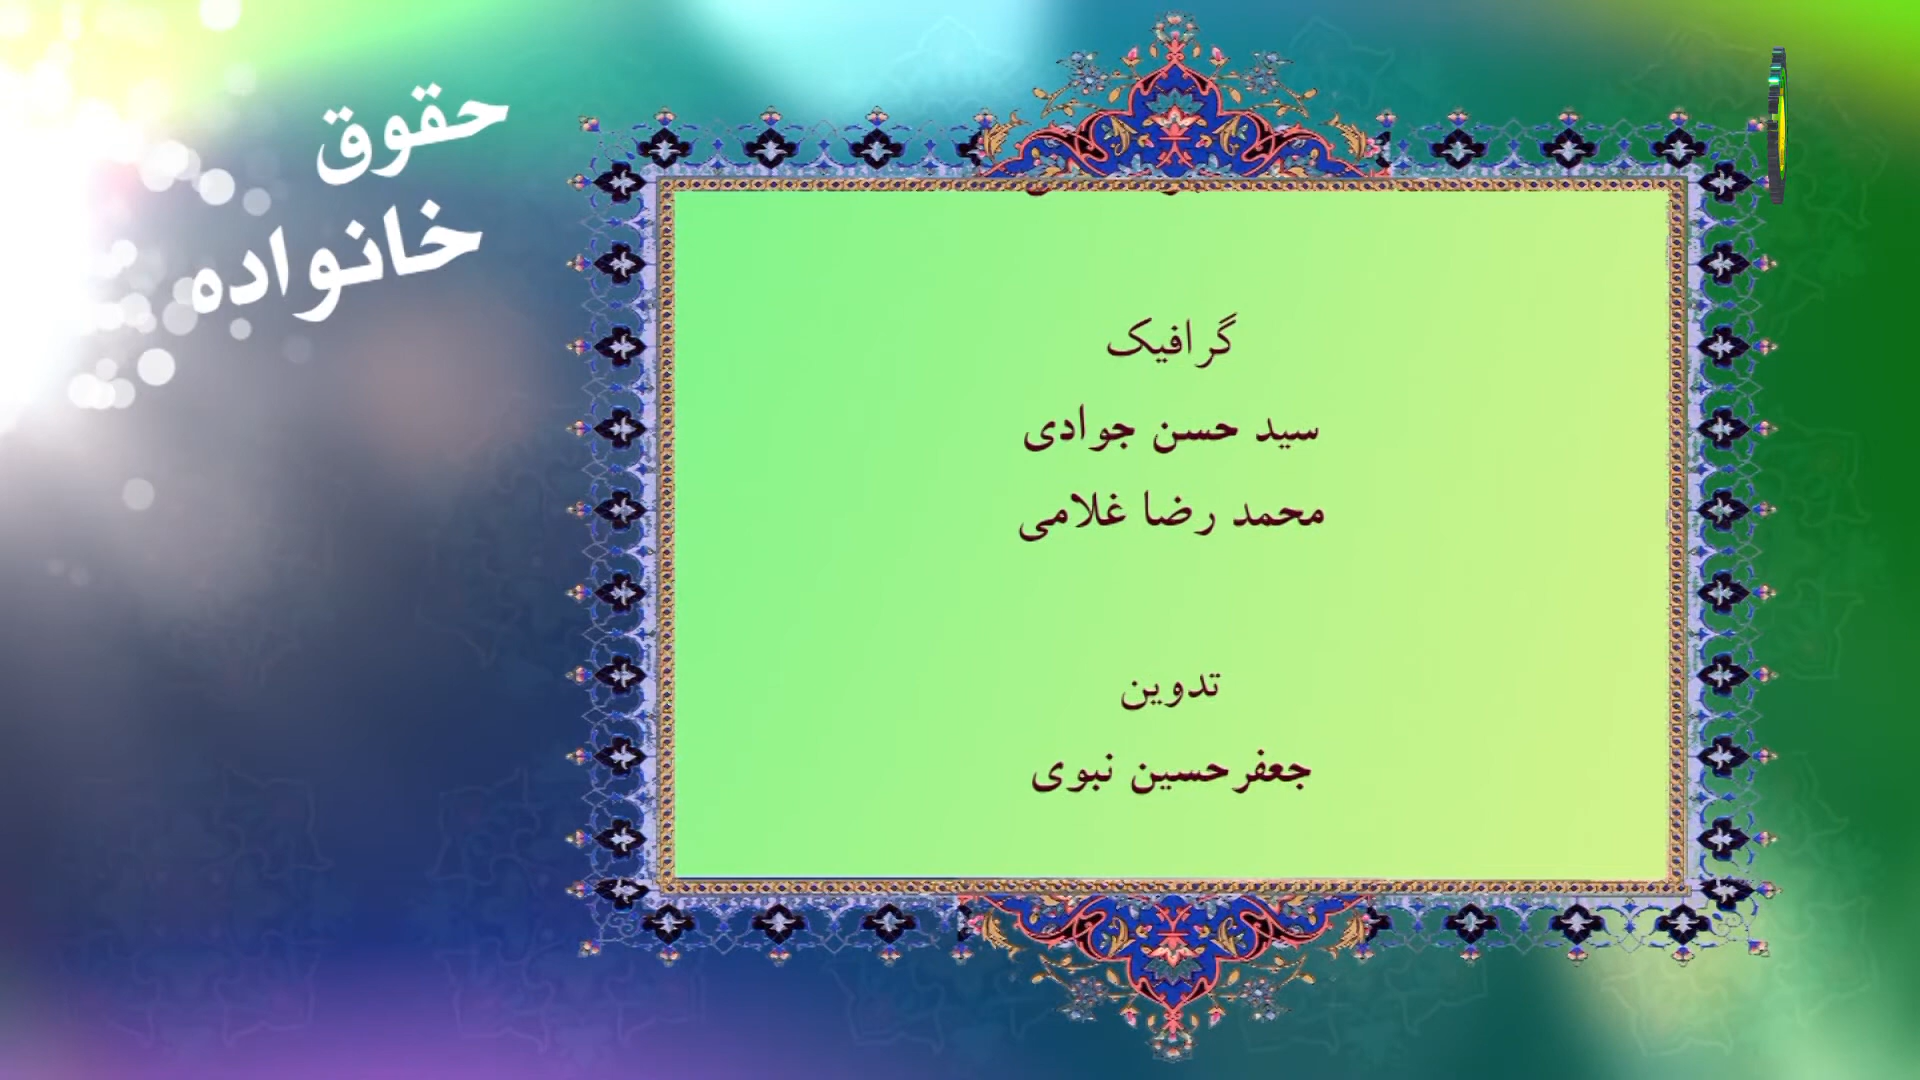 حقوق
خانواده
گرافیک
سید حسن جوادی
محمد رضا غلامی
تدوین
جعفرحسین نبوی